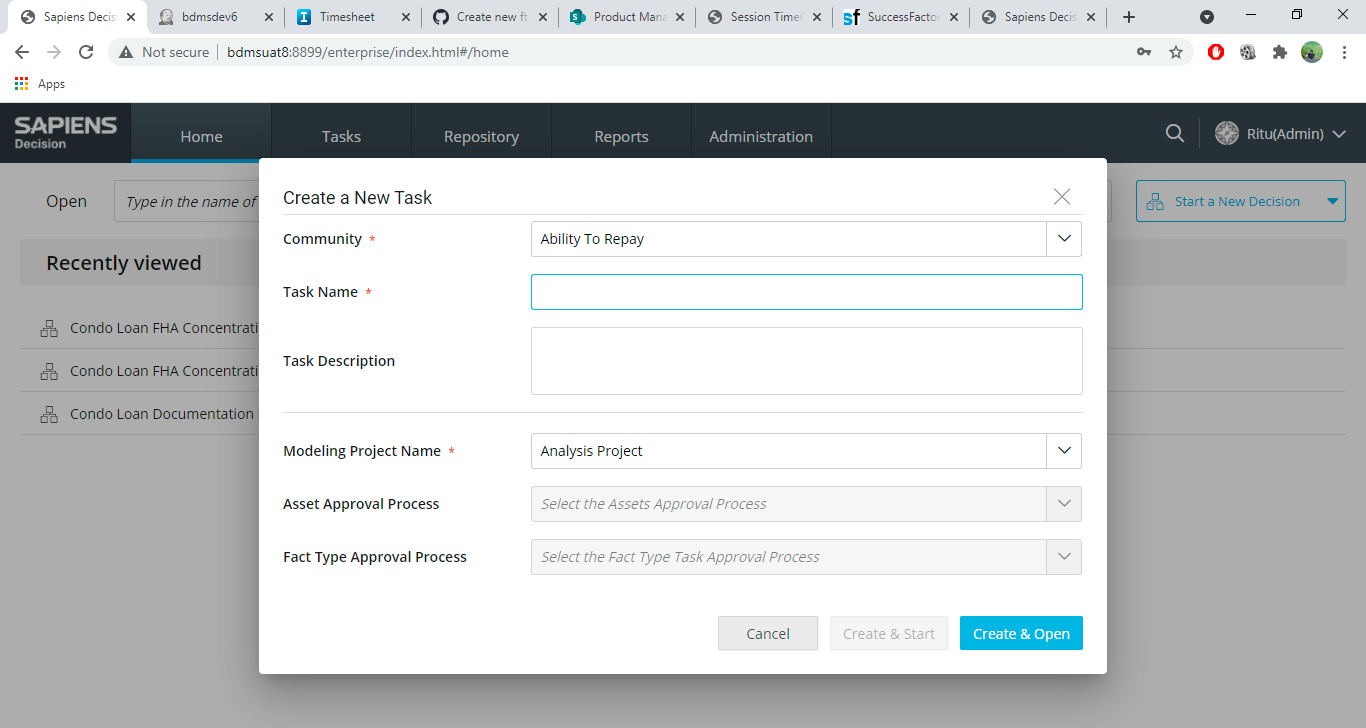 Sapiens Decis
bdmsdev6
Timesheet
Create new ft
Product Mana
Session Time
SuccessFactor
Sapiens Decis
Not secure
bdmsuat8:8899/enterprise/index.html#/home
Apps
SAPIENS
Decision
Home
Tasks
Repository
Reports
Administration
Ritu(Admin)
Open
Type in the name of
Start a New Decision
Recently viewed
Condo Loan FHA Concentrati
Condo Loan FHA Concentrati
Condo Loan Documentation
Create a New Task
Community *
Ability To Repay
Task Name *
Task Description
Modeling Project Name *
Analysis Project
Asset Approval Process
Select the Assets Approval Process
Fact Type Approval Process
Select the Fact Type Task Approval Process
Cancel
Create & Start
Create & Open